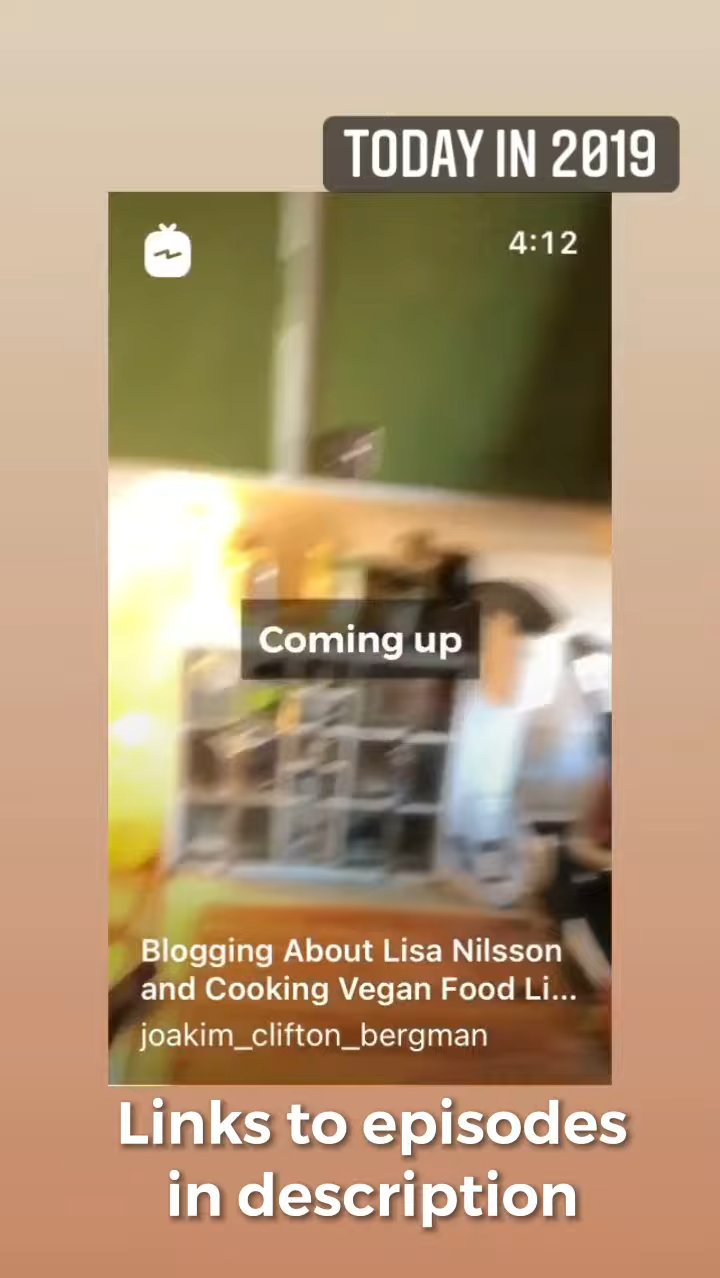 TODAY IN 2019
4:12
Coming up
Blogging About Lisa Nilsson
and Cooking Vegan Food Li...
joakim_clifton_bergman
Links to episodes
in description